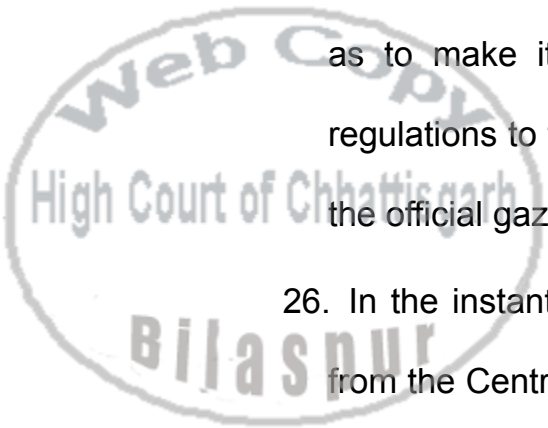 Web Copy
as to make it
regulations to
High Court of Chhattisgarh
the official gaz
26. In the instant
Bilaspur
from the Centr